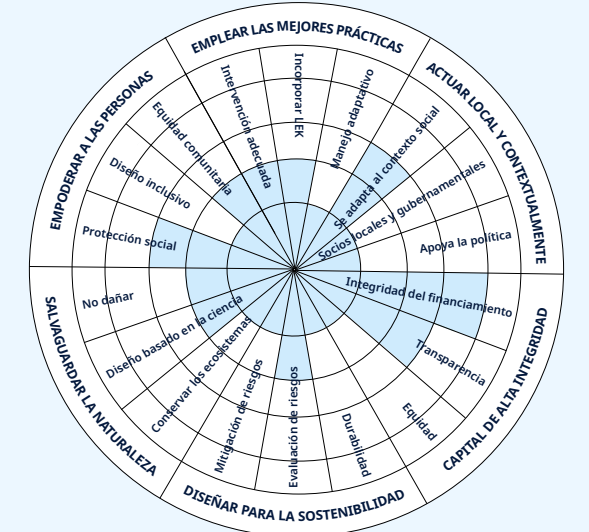 EMPLEAR LAS MEJORES PRÁCTICAS
Intervención adecuada
Incorporar LEK
Manejo adaptativo
ACTUAR LOCAL Y CONTEXTUALMENTE
Se adapta al contexto social
Socios locales y gubernamentales
Apoya la política
CAPITAL DE ALTA INTEGRIDAD
Integridad del financiamiento
Transparencia
Equidad
DISEÑAR PARA LA SOSTENIBILIDAD
Durabilidad
Evaluación de riesgos
Mitigación de riesgos
SALVAGUARDAR LA NATURALEZA
Conservar los ecosistemas
Diseño basado en la ciencia
No dañar
EMPODERAR A LAS PERSONAS
Protección social
Diseño inclusivo
Equidad comunitaria